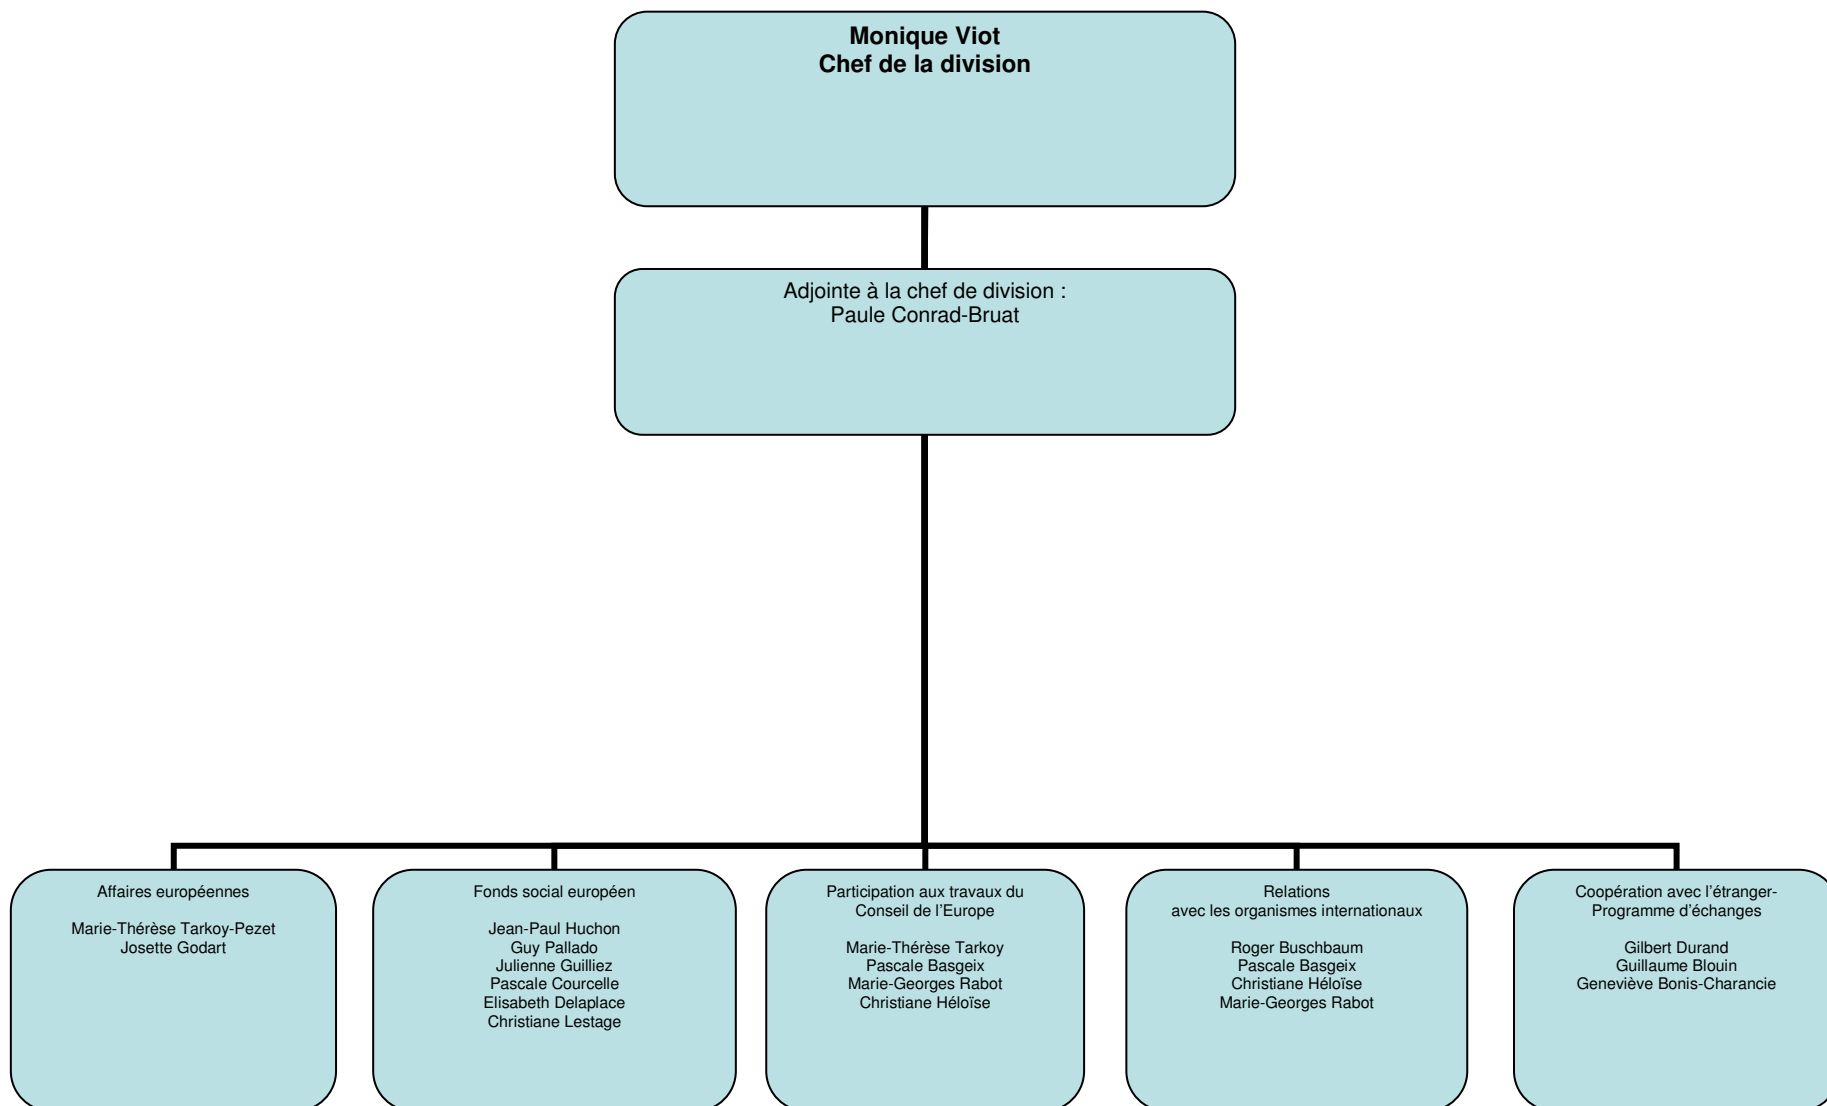 Monique Viot
Chef de la division
Adjointe à la chef de division :
Paule Conrad-Bruat
Affaires européennes
Marie-Thérèse Tarkoy-Pezet
Josette Godart
Fonds social européen
Jean-Paul Huchon
Guy Pallado
Julienne Guilliez
Pascale Courcelle
Elisabeth Delaplace
Christiane Lestage
Participation aux travaux du
Conseil de l'Europe
Marie-Thérèse Tarkoy
Pascale Basgeix
Marie-Georges Rabot
Christiane Héloïse
Relations
avec les organismes internationaux
Roger Buschbaum
Pascale Basgeix
Christiane Héloïse
Marie-Georges Rabot
Coopération avec l'étranger-
Programme d'échanges
Gilbert Durand
Guillaume Blouin
Geneviève Bonis-Charancie